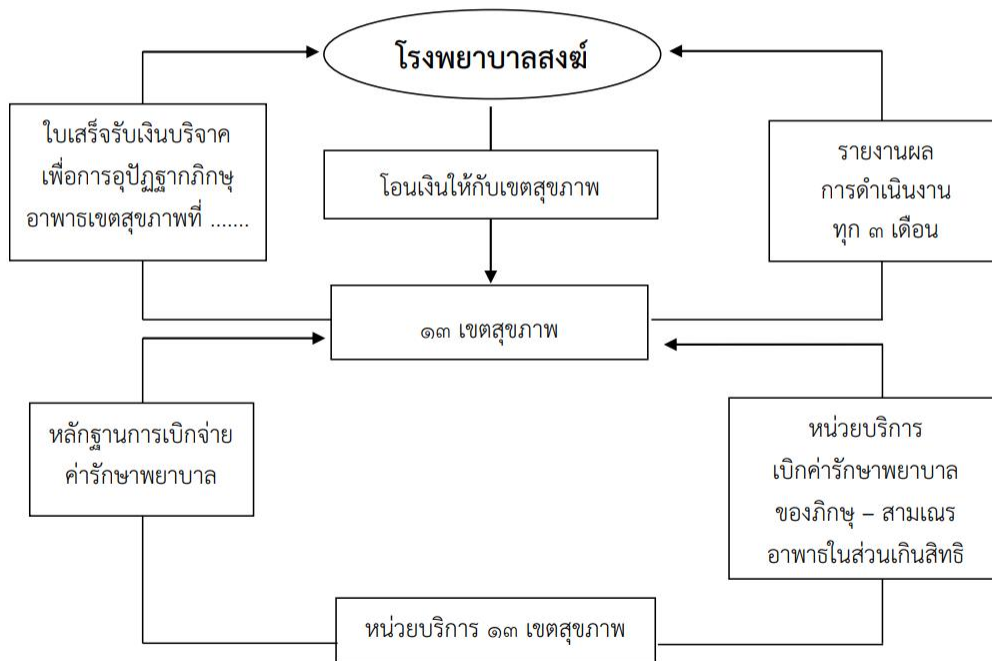 โรงพยาบาลสงฆ์
ใบเสร็จรับเงินบริจาค
เพื่อการอุปัฏฐากภิกษุ
อาพาธเขตสุขภาพที่ .......
โอนเงินให้กับเขตสุขภาพ
รายงานผล
การดำเนินงาน
ทุก ๓ เดือน
๑๓ เขตสุขภาพ
หลักฐานการเบิกจ่าย
ค่ารักษาพยาบาล
หน่วยบริการ
เบิกค่ารักษาพยาบาล
ของภิกษุ – สามเณร
อาพาธในส่วนเกินสิทธิ
หน่วยบริการ ๑๓ เขตสุขภาพ